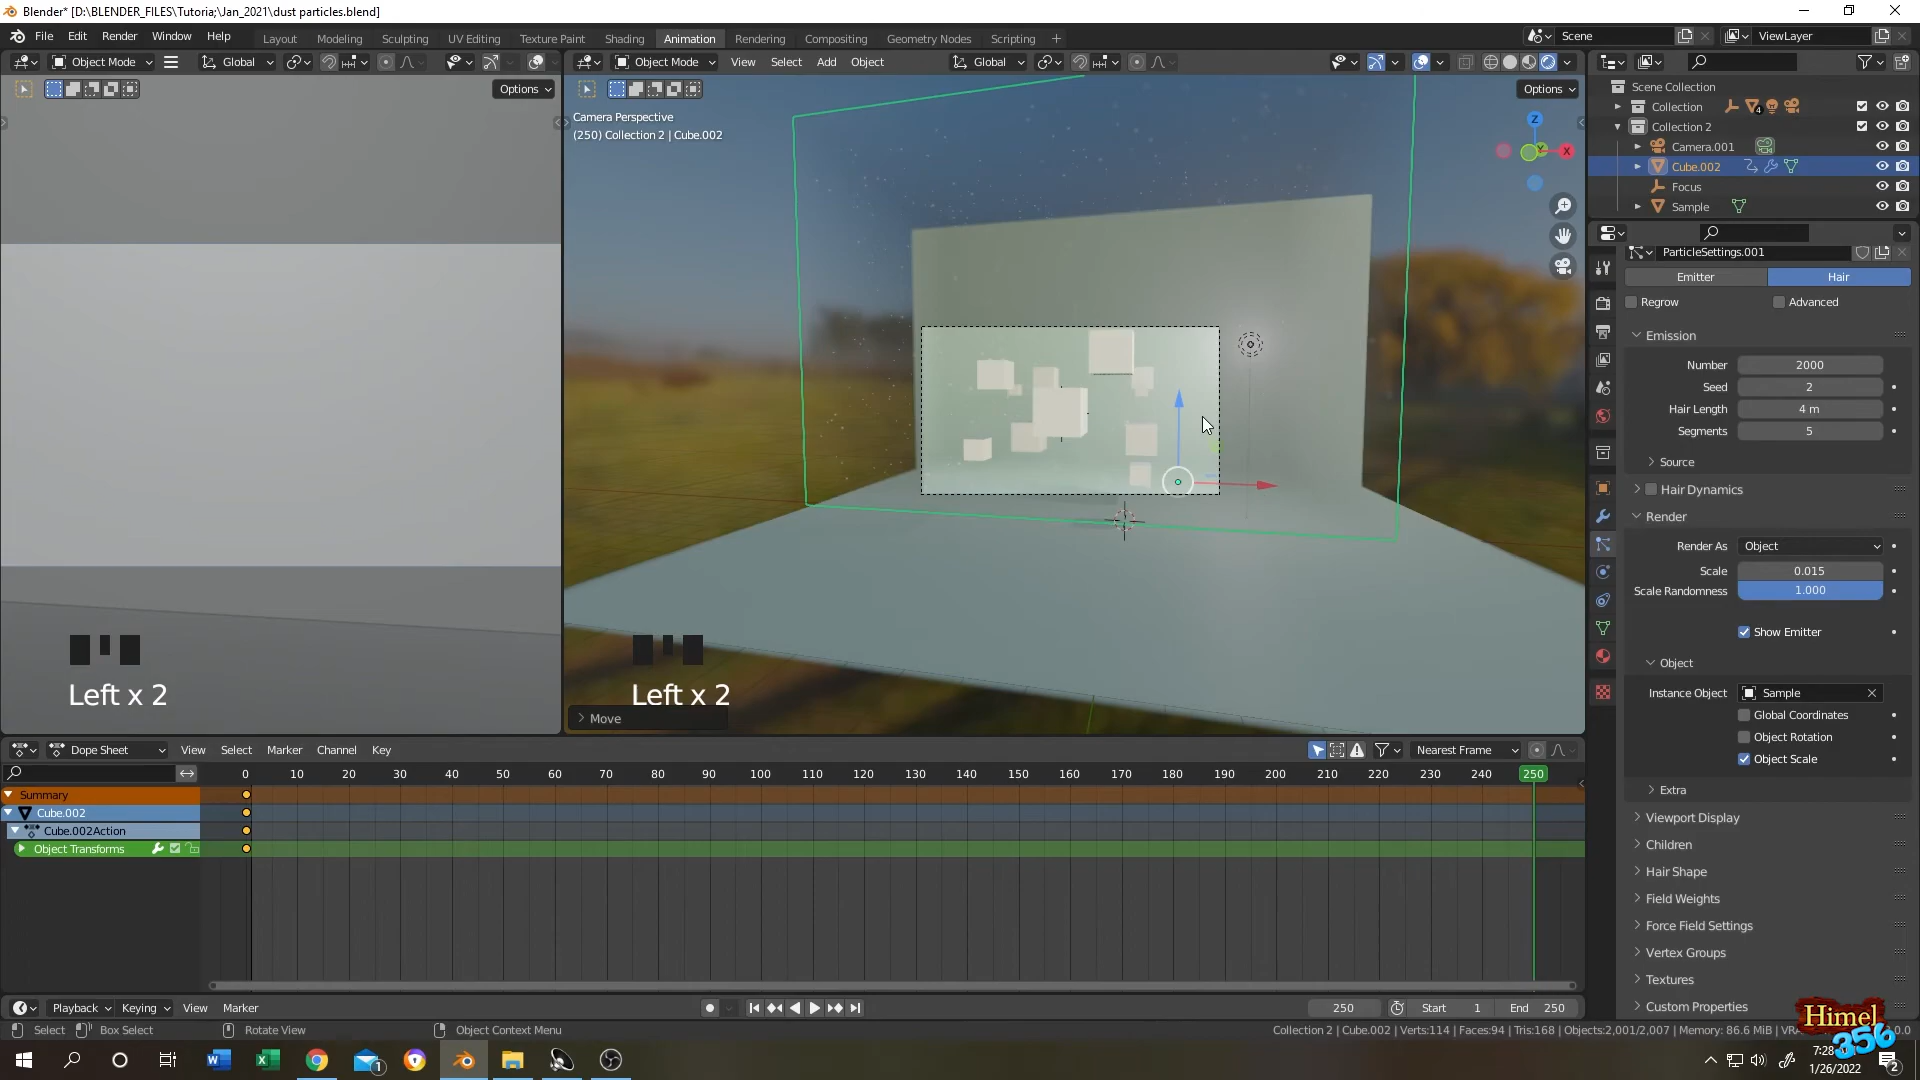 Blender* [D:\BLENDER_FILES\Tutoria;\Jan_2021\dust particles.blend]
File Edit Render Window Help
Layout Modeling Sculpting UV Editing Texture Paint Shading Animation Rendering Compositing Geometry Nodes Scripting +
Scene
ViewLayer
Object Mode
Global
Object Mode View Select Add Object
Global
Options
Options
Camera Perspective
(250) Collection 2 | Cube.002
Z
Y
X
Scene Collection
Collection
4
Collection 2
Camera.001
Cube.002
Focus
Sample
ParticleSettings.001
Emitter Hair
Regrow Advanced
Emission
Number 2000
Seed 2
Hair Length 4 m
Segments 5
Source
Hair Dynamics
Render
Render As Object
Scale 0.015
Scale Randomness 1.000
Show Emitter
Object
Instance Object Sample
Global Coordinates
Object Rotation
Object Scale
Extra
Viewport Display
Children
Hair Shape
Field Weights
Force Field Settings
Vertex Groups
Textures
Custom Properties
Left x 2
Left x 2
Move
Dope Sheet View Select Marker Channel Key
Nearest Frame
0 10 20 30 40 50 60 70 80 90 100 110 120 130 140 150 160 170 180 190 200 210 220 230 240 250
Summary
Cube.002
Cube.002Action
Object Transforms
Playback Keying View Marker
250 Start 1 End 250
Select Box Select Rotate View Object Context Menu
Collection 2 | Cube.002 | Verts:114 | Faces:94 | Tris:168 | Objects:2,001/2,007 | Memory: 86.6 MiB |
Himel
356
7:28
1/26/2022
1
2